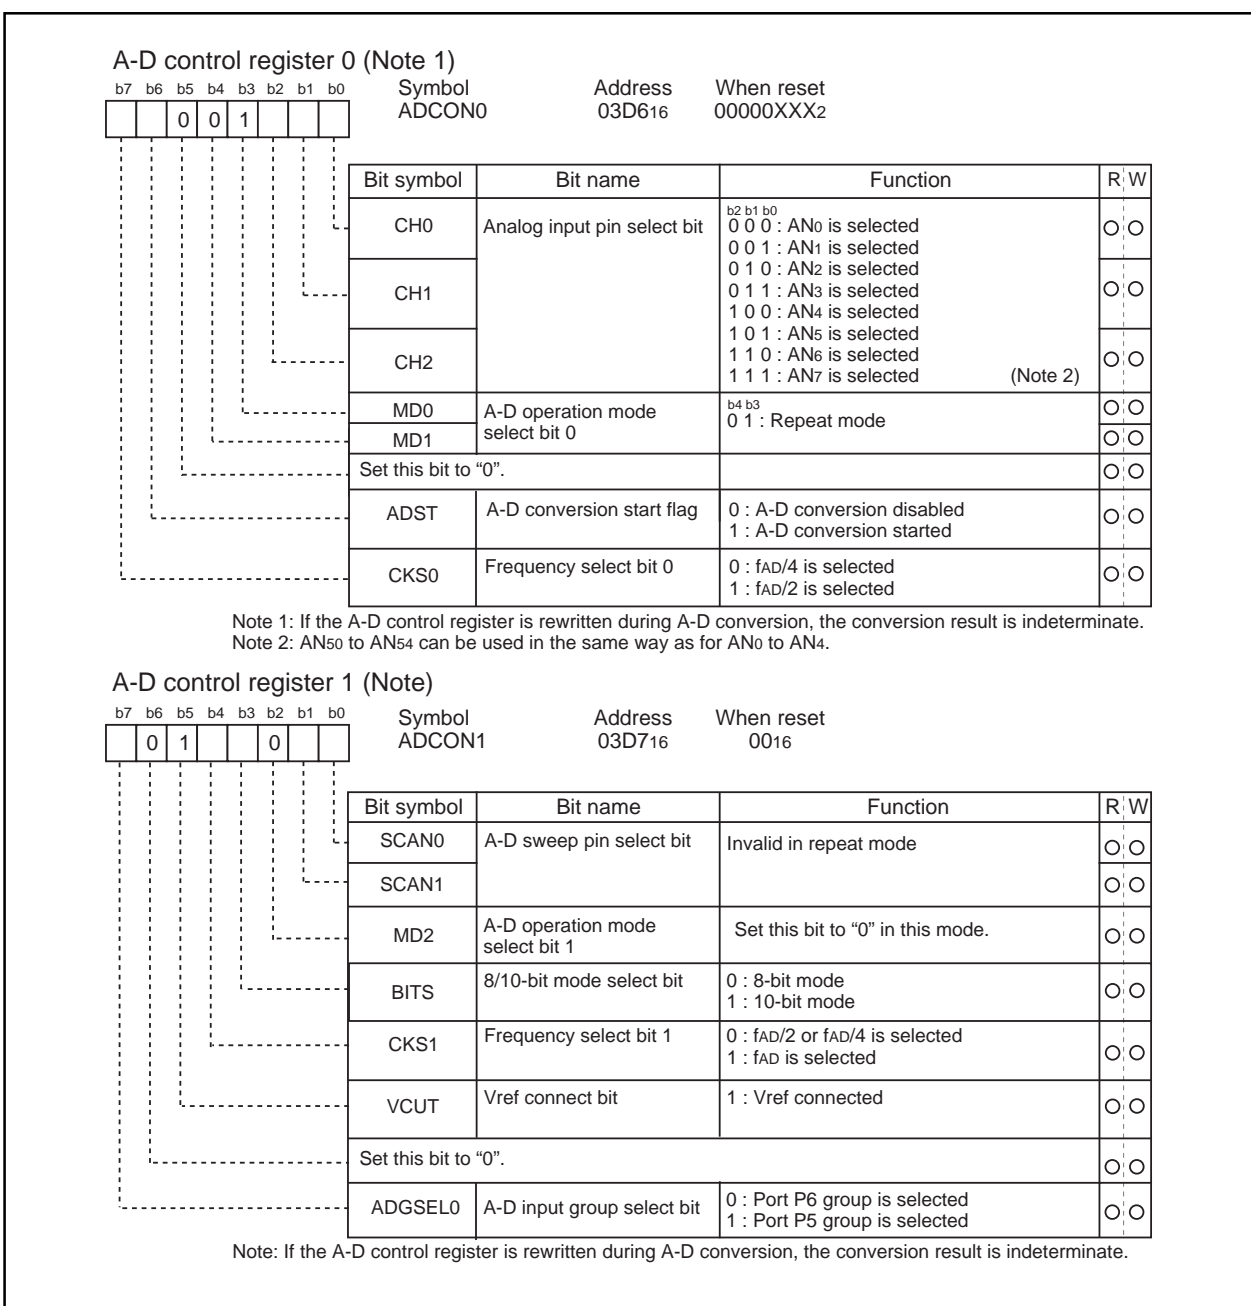 A-D control register 0 (Note 1)
b7 b6 b5 b4 b3 b2 b1 b0
Symbol Address When reset
0 0 1 ADCON0 03D616 00000XXX2
Bit symbol Bit name Function R W
CH0 Analog input pin select bit
b2 b1 b0
0 0 0 : AN0 is selected
0 0 1 : AN1 is selected
0 1 0 : AN2 is selected
CH1 0 1 1 : AN3 is selected
1 0 0 : AN4 is selected
1 0 1 : AN5 is selected
CH2 1 1 0 : AN6 is selected
1 1 1 : AN7 is selected (Note 2)
MD0 A-D operation mode
select bit 0
b4 b3
0 1 : Repeat mode
MD1
Set this bit to “0”.
ADST A-D conversion start flag 0 : A-D conversion disabled
1 : A-D conversion started
CKS0 Frequency select bit 0 0 : fAD/4 is selected
1 : fAD/2 is selected
Note 1: If the A-D control register is rewritten during A-D conversion, the conversion result is indeterminate.
Note 2: AN50 to AN54 can be used in the same way as for AN0 to AN4.
A-D control register 1 (Note)
b7 b6 b5 b4 b3 b2 b1 b0
Symbol Address When reset
0 1 0 ADCON1 03D716 0016
Bit symbol Bit name Function R W
SCAN0 A-D sweep pin select bit Invalid in repeat mode
SCAN1
MD2 A-D operation mode
select bit 1
Set this bit to “0” in this mode.
BITS 8/10-bit mode select bit 0 : 8-bit mode
1 : 10-bit mode
CKS1 Frequency select bit 1 0 : fAD/2 or fAD/4 is selected
1 : fAD is selected
VCUT Vref connect bit 1 : Vref connected
Set this bit to “0”.
ADGSEL0 A-D input group select bit 0 : Port P6 group is selected
1 : Port P5 group is selected
Note: If the A-D control register is rewritten during A-D conversion, the conversion result is indeterminate.